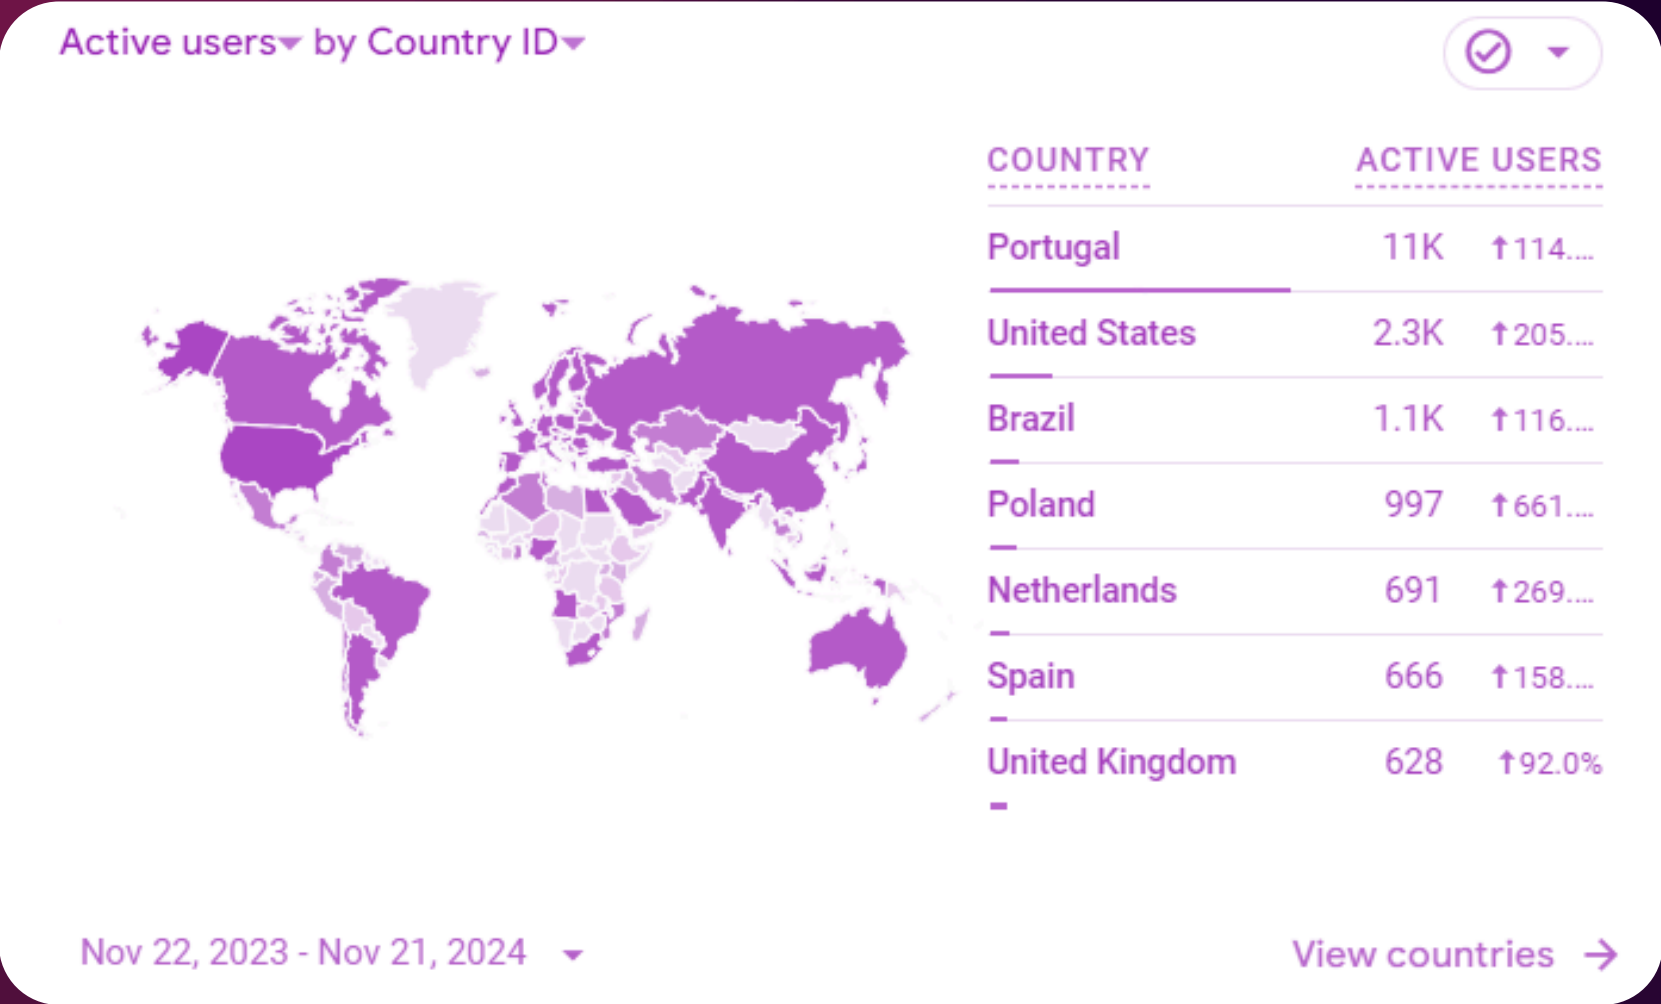 Active users by Country ID
COUNTRY ACTIVE USERS
Portugal 11K ↑114....
United States 2.3K ↑205....
Brazil 1.1K ↑116....
Poland 997 ↑661....
Netherlands 691 ↑269....
Spain 666 ↑158....
United Kingdom 628 ↑92.0%
Nov 22, 2023 - Nov 21, 2024
View countries →